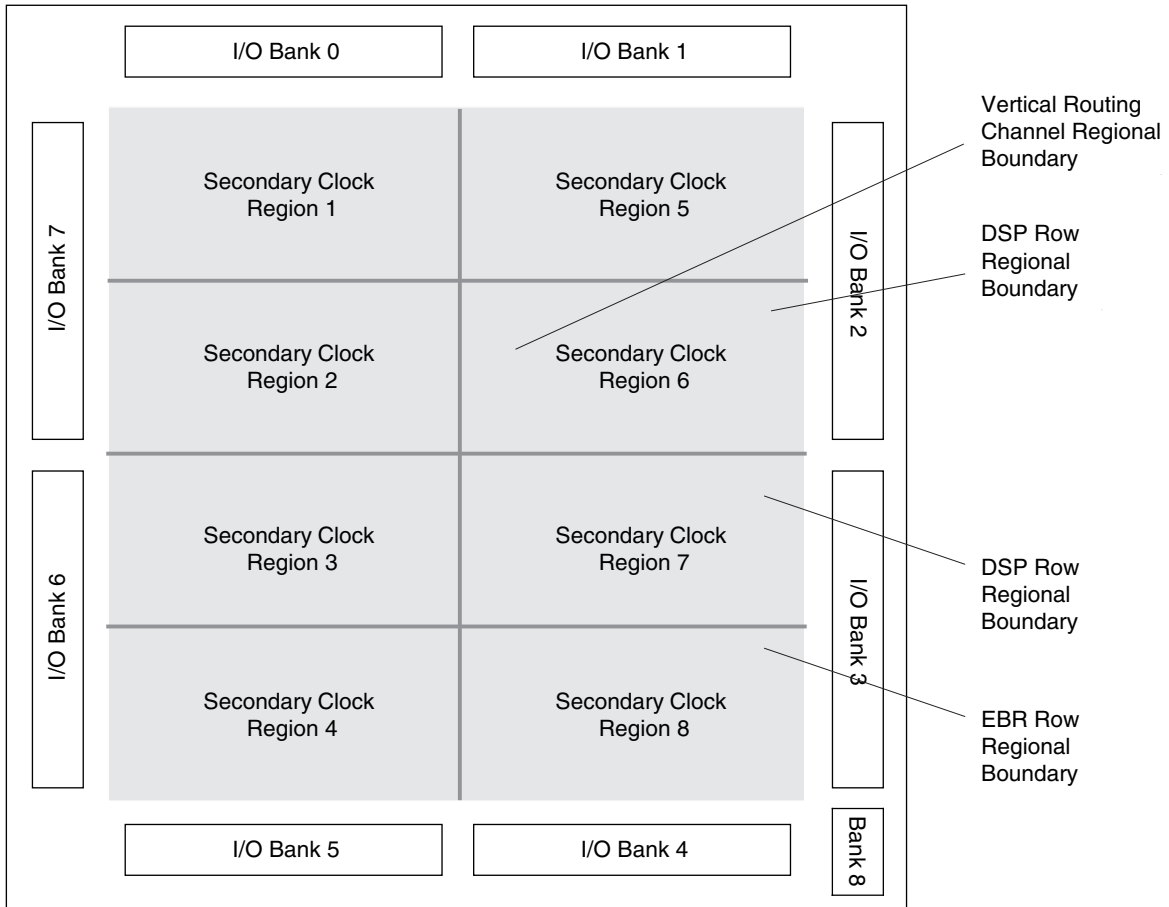 I/O Bank 0
I/O Bank 1
Vertical Routing
Channel Regional
Boundary
I/O Bank 7
Secondary Clock
Region 1
Secondary Clock
Region 5
I/O Bank 2
DSP Row
Regional
Boundary
Secondary Clock
Region 2
Secondary Clock
Region 6
I/O Bank 6
Secondary Clock
Region 3
Secondary Clock
Region 7
I/O Bank 3
DSP Row
Regional
Boundary
Secondary Clock
Region 4
Secondary Clock
Region 8
EBR Row
Regional
Boundary
I/O Bank 5
I/O Bank 4
Bank 8